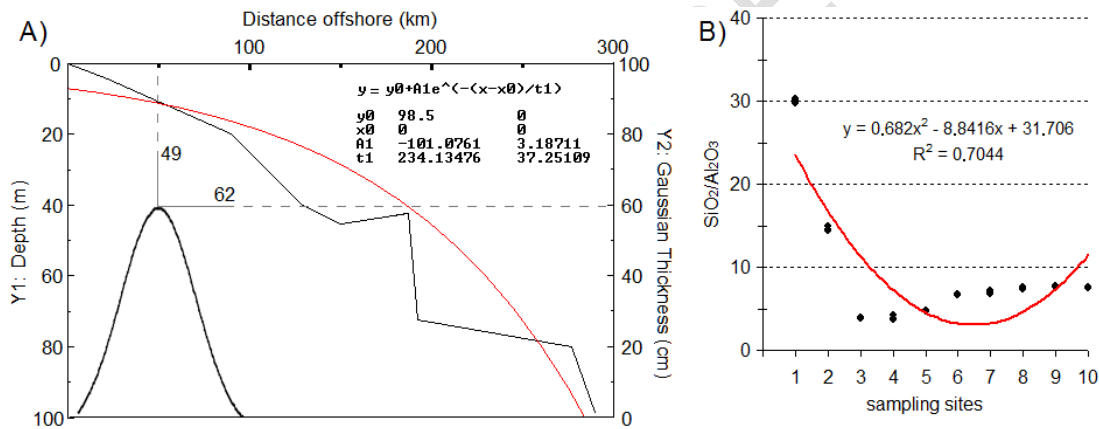 A)
Distance offshore (km)
100 200 300
0 20 40 60 80 100
Y1: Depth (m)
y = y0+A1e^(-(x-x0)/t1)
y0 98.5 0
x0 0 0
A1 -101.0761 3.18711
t1 234.13476 37.25109
49
62
100 80 60 40 20 0
Y2: Gaussian Thickness (cm)
B)
40 30 20 10 0
SiO₂/Al₂O₃
y = 0.682x² - 8.8416x + 31.706
R² = 0.7044
1 2 3 4 5 6 7 8 9 10
sampling sites